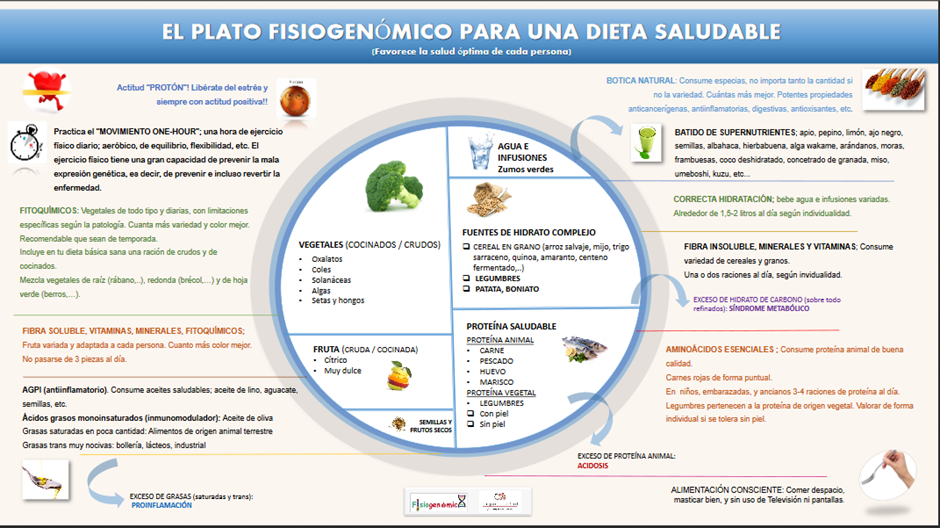 EL PLATO FISIOGENÓMICO PARA UNA DIETA SALUDABLE
(Favorece la salud óptima de cada persona)
Actitud "PROTÓN"! Libérate del estrés y
siempre con actitud positiva!!
Practica el "MOVIMIENTO ONE-HOUR"; una hora de ejercicio
físico diario; aeróbico, de equilibrio, flexibilidad, etc. El
ejercicio físico tiene una gran capacidad de prevenir la mala
expresión genética, es decir, de prevenir e incluso revertir la
enfermedad.
FITOQUÍMICOS: Vegetales de todo tipo y diarias, con limitaciones
específicas según la patología. Cuanta más variedad y color mejor.
Recomendable que sean de temporada.
Incluye en tu dieta básica sana una ración de crudos y de
cocinados.
Mezcla vegetales de raíz (rábano,..), redonda (brécol,....) y de hoja
verde (berros,...).
FIBRA SOLUBLE, VITAMINAS, MINERALES, FITOQUÍMICOS;
Fruta variada y adaptada a cada persona. Cuanto más color mejor.
No pasarse de 3 piezas al día.
AGPI (antiinflamatorio). Consume aceites saludables; aceite de lino, aguacate,
semillas, etc.
Ácidos grasos monoinsaturados (inmunomodulador): Aceite de oliva
Grasas saturadas en poca cantidad: Alimentos de origen animal terrestre
Grasas trans muy nocivas: bollería, lácteos, industrial
EXCESO DE GRASAS (saturadas y trans):
PROINFLAMACIÓN
VEGETALES (COCINADOS / CRUDOS)
• Oxalatos
• Coles
• Solanáceas
• Algas
• Setas y hongos
FRUTA (CRUDA / COCINADA)
• Cítrico
• Muy dulce
SEMILLAS Y
FRUTOS SECOS
AGUA E
INFUSIONES
Zumos verdes
FUENTES DE HIDRATO COMPLEJO
❑ CEREAL EN GRANO (arroz salvaje, mijo, trigo
sarraceno, quinoa, amaranto, centeno
fermentado,..)
❑ LEGUMBRES
❑ PATATA, BONIATO
PROTEÍNA SALUDABLE
PROTEÍNA ANIMAL
• CARNE
• PESCADO
• HUEVO
• MARISCO
PROTEÍNA VEGETAL
• LEGUMBRES
❑ Con piel
❑ Sin piel
BOTICA NATURAL: Consume especias, no importa tanto la cantidad si
no la variedad. Cuántas más mejor. Potentes propiedades
anticancerígenas, antiinflamatorias, digestivas, antioxisantes, etc.
BATIDO DE SUPERNUTRIENTES; apio, pepino, limón, ajo negro,
semillas, albahaca, hierbabuena, alga wakame, arándanos, moras,
frambuesas, coco deshidratado, concetrado de granada, miso,
umeboshi, kuzu, etc...
CORRECTA HIDRATACIÓN; bebe agua e infusiones variadas.
Alrededor de 1,5-2 litros al día según individualidad.
FIBRA INSOLUBLE, MINERALES Y VITAMINAS; Consume
variedad de cereales y granos.
Una o dos raciones al día, según invidualidad.
EXCESO DE HIDRATO DE CARBONO (sobre todo
refinados): SÍNDROME METABÓLICO
AMINOÁCIDOS ESENCIALES ; Consume proteína animal de buena
calidad.
Carnes rojas de forma puntual.
En niños, embarazadas, y ancianos 3-4 raciones de proteína al día.
Legumbres pertenecen a la proteína de origen vegetal. Valorar de forma
individual si se tolera sin piel.
EXCESO DE PROTEÍNA ANIMAL:
ACIDOSIS
ALIMENTACIÓN CONSCIENTE: Comer despacio,
masticar bien, y sin uso de Televisión ni pantallas.
Fisiogenómica